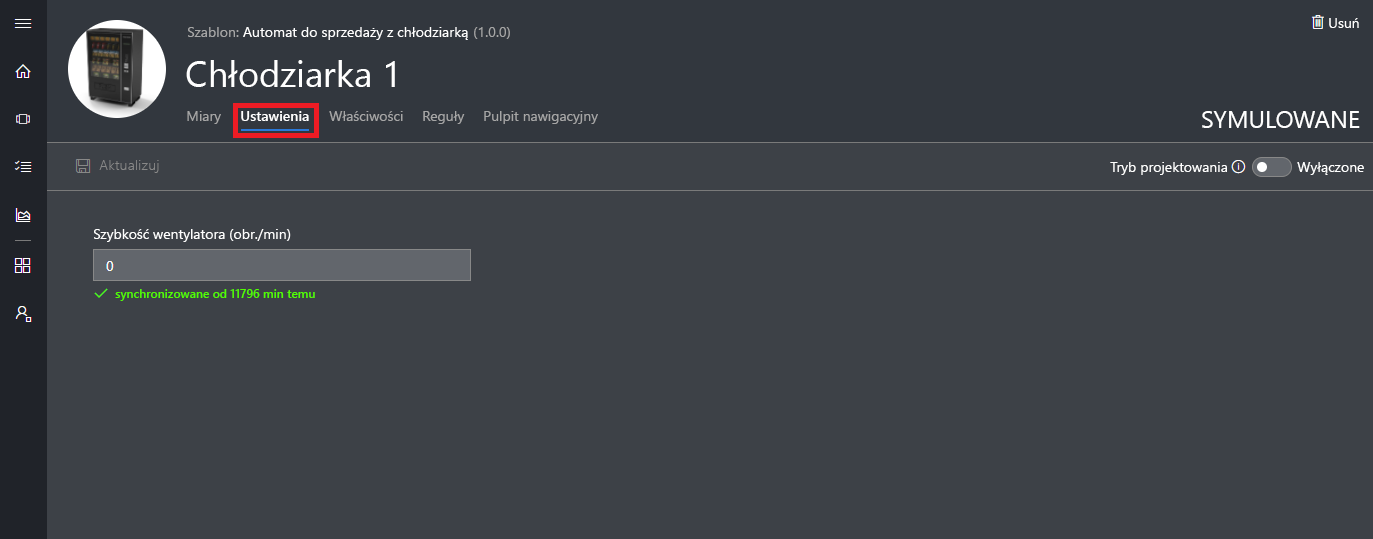 Szablon: Automat do sprzedaży z chłodziarką (1.0.0)
Usuń
Chłodziarka 1
Miary Ustawienia Właściwości Reguły Pulpit nawigacyjny
SYMULOWANE
Aktualizuj
Tryb projektowania Wyłączone
Szybkość wentylatora (obr./min)
0
synchronizowane od 11796 min temu